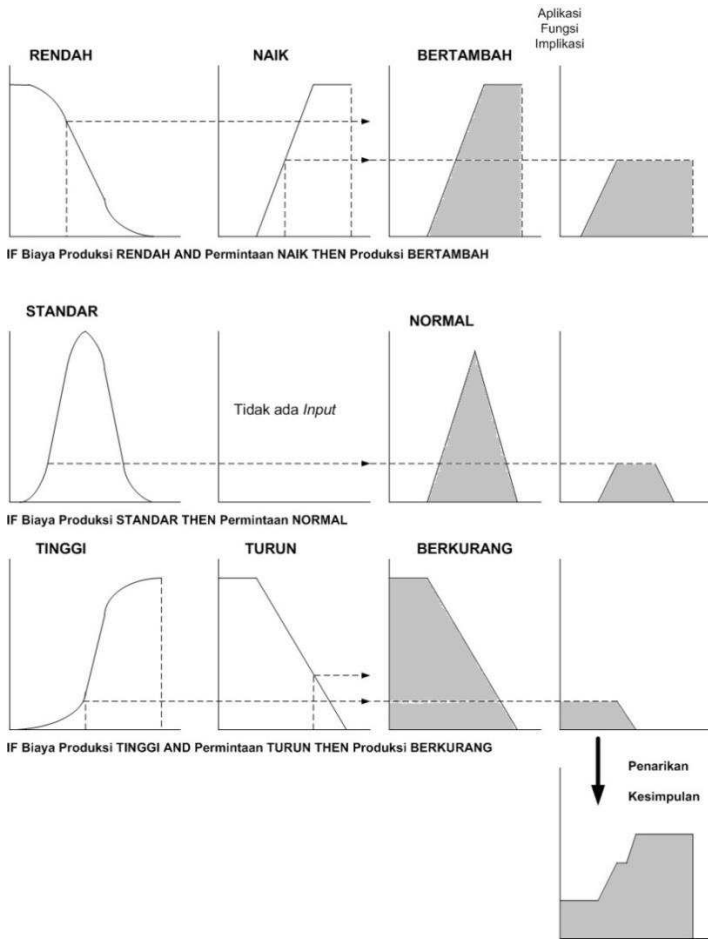 Aplikasi
Fungsi
Implikasi
RENDAH
NAIK
BERTAMBAH
IF Biaya Produksi RENDAH AND Permintaan NAIK THEN Produksi BERTAMBAH
STANDAR
NORMAL
Tidak ada Input
IF Biaya Produksi STANDAR THEN Permintaan NORMAL
TINGGI
TURUN
BERKURANG
IF Biaya Produksi TINGGI AND Permintaan TURUN THEN Produksi BERKURANG
Penarikan
Kesimpulan